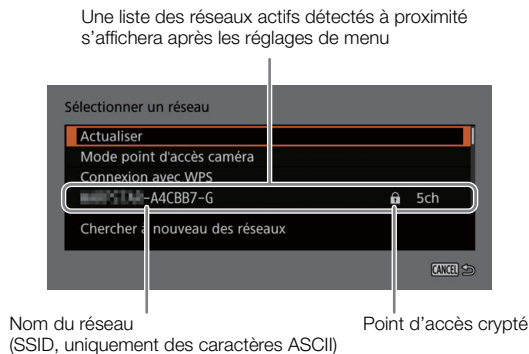 Une liste des réseaux actifs détectés à proximité
s'affichera après les réglages de menu
Sélectionner un réseau
Actualiser
Mode point d'accès caméra
Connexion avec WPS
-A4CBB7-G 5ch
Chercher à nouveau des réseaux
CANCEL
Nom du réseau
(SSID, uniquement des caractères ASCII)
Point d'accès crypté